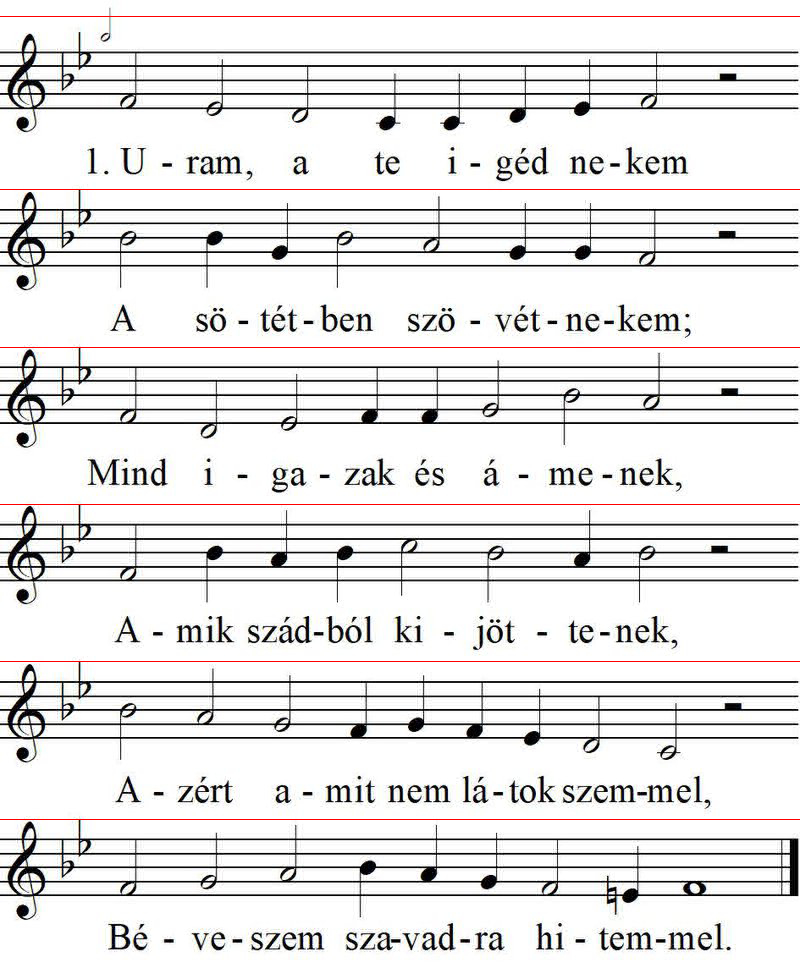 1. U - ram, a te i - géd ne - kem
A sö - tét - ben szö - vét - ne - kem;
Mind i - ga - zak és á - me - nek,
A - mik szád-ból ki - jöt - te - nek,
A - zért a - mit nem lá - tok szem-mel,
Bé - ve - szem sza-vad-ra hi - tem-mel.